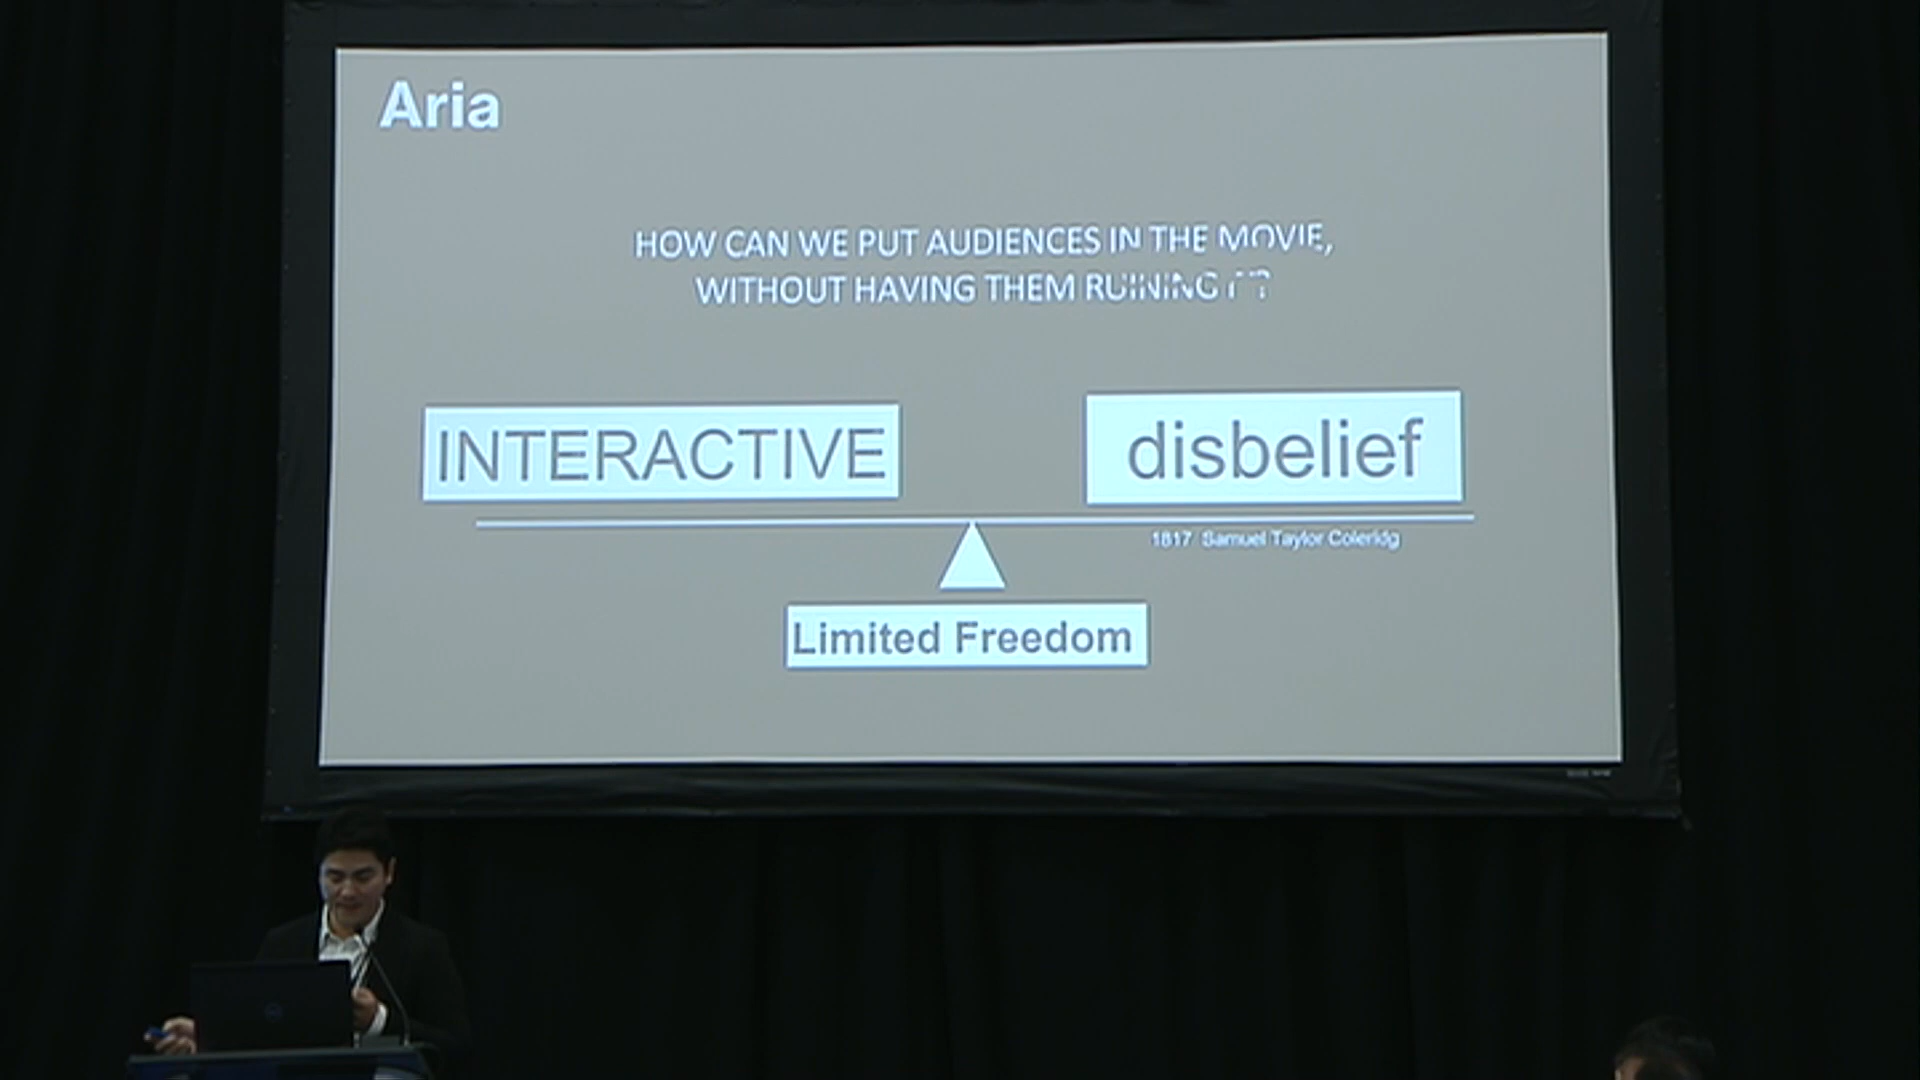 Aria
HOW CAN WE PUT AUDIENCES IN THE MOVIE,
WITHOUT HAVING THEM RUINING IT?
INTERACTIVE
disbelief
1817 Samuel Taylor Coleridg
Limited Freedom